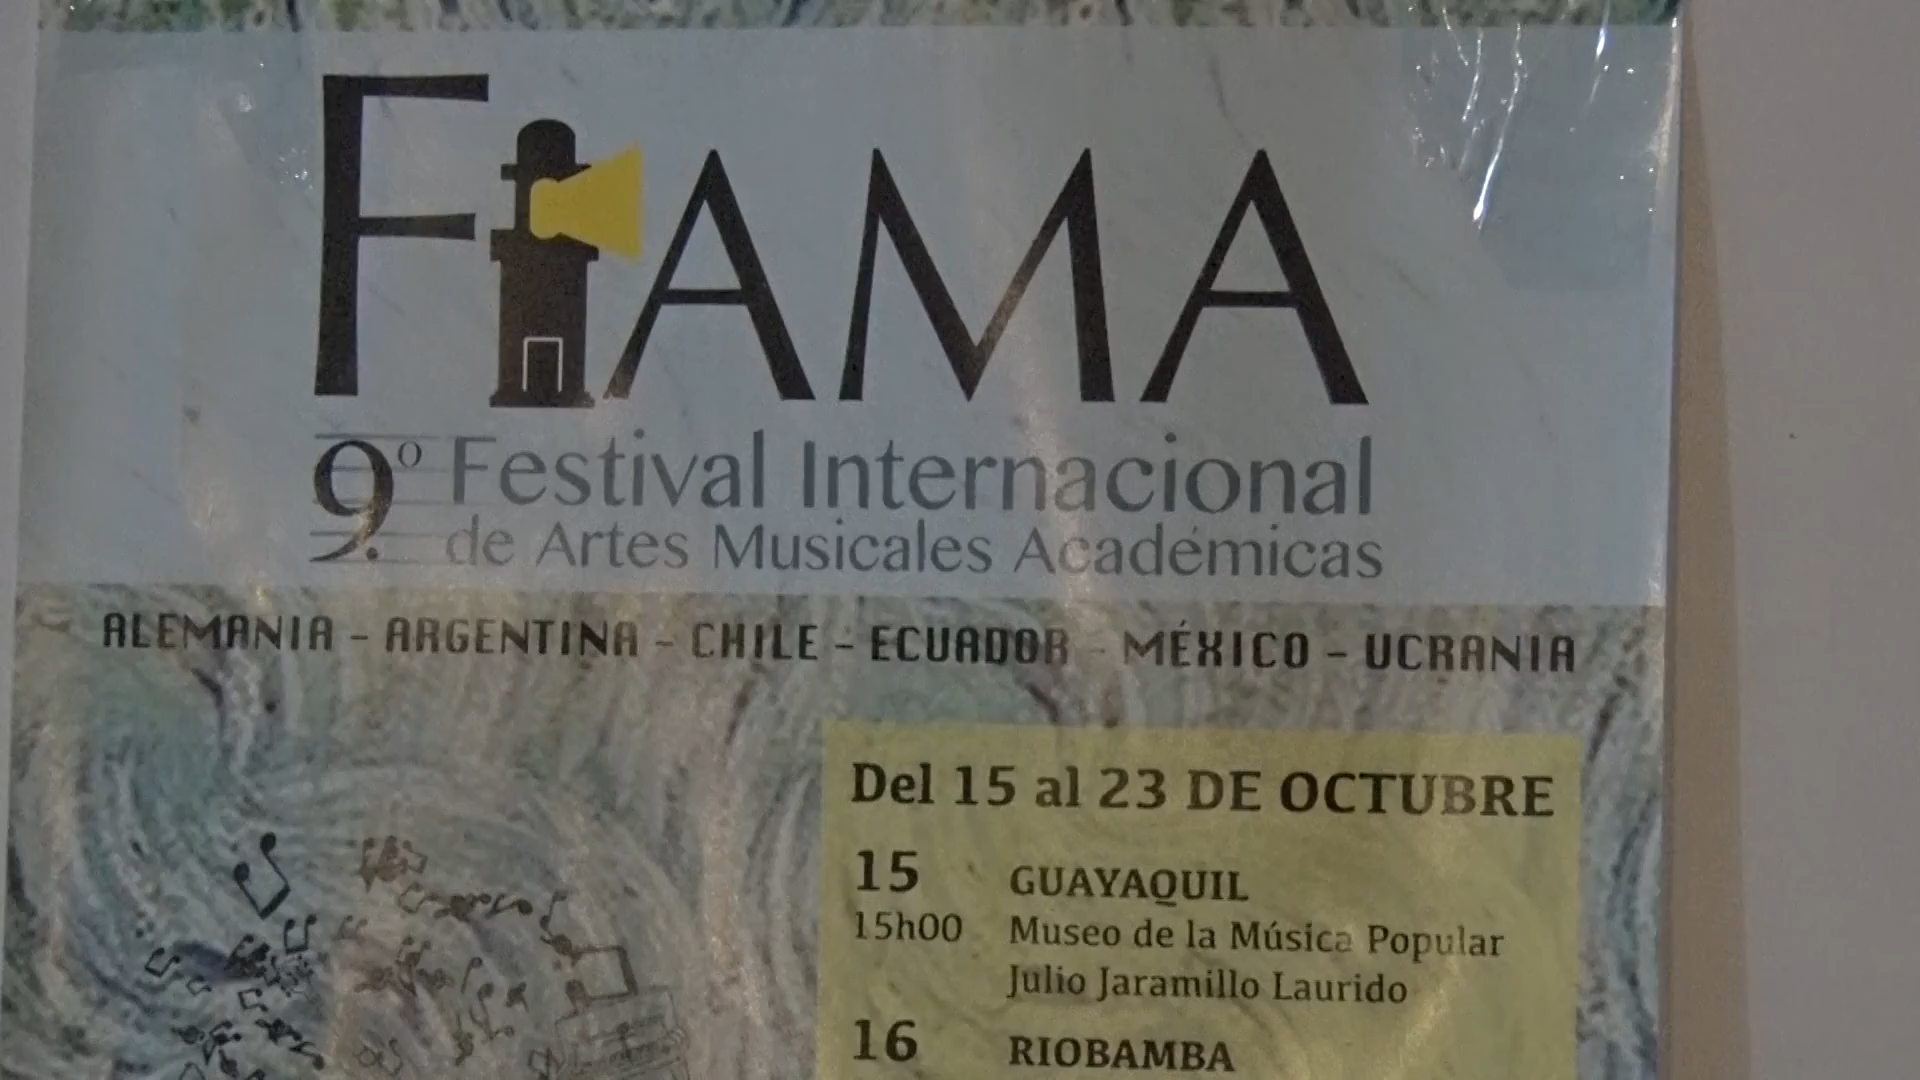 FIAMA
9.º Festival Internacional
de Artes Musicales Académicas
ALEMANIA - ARGENTINA - CHILE - ECUADOR - MÉXICO - UCRANIA
Del 15 al 23 DE OCTUBRE
15 GUAYAQUIL
15h00 Museo de la Música Popular
Julio Jaramillo Laurido
16 RIOBAMBA